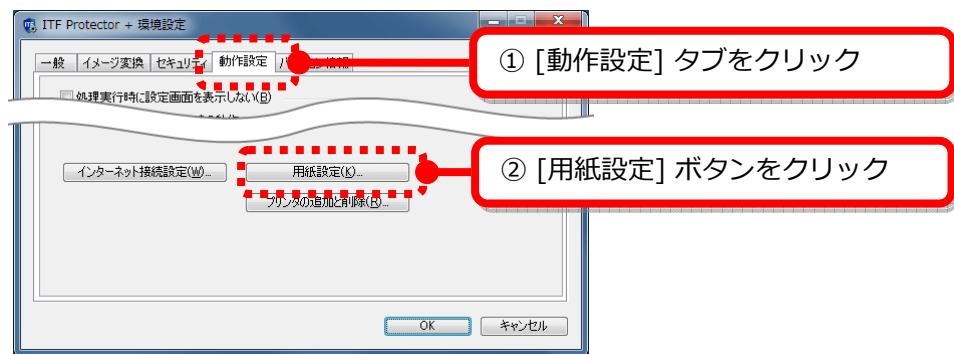 ITF Protector + 環境設定
一般 イメージ変換 セキュリティ 動作設定
① [動作設定] タブをクリック
処理実行時に設定画面を表示しない(B)
② [用紙設定] ボタンをクリック
インターネット接続設定(W)... 用紙設定(K)...
プリンタの追加と削除(R)...
OK キャンセル